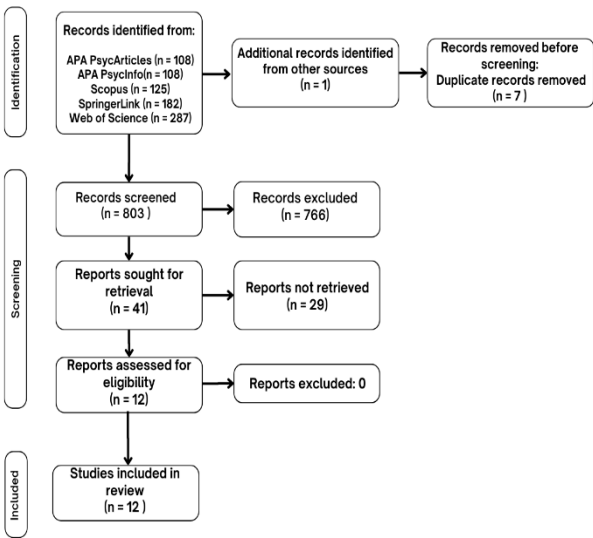 Identification
Records identified from:
APA PsycArticles (n = 108)
APA PsycInfo(n = 108)
Scopus (n = 125)
SpringerLink (n = 182)
Web of Science (n = 287)
Additional records identified
from other sources
(n = 1)
Records removed before
screening:
Duplicate records removed
(n = 7 )
Screening
Records screened
(n = 803 )
Records excluded
(n = 766)
Reports sought for
retrieval
(n = 41)
Reports not retrieved
(n = 29)
Reports assessed for
eligibility
(n = 12)
Reports excluded: 0
Included
Studies included in
review
(n = 12 )